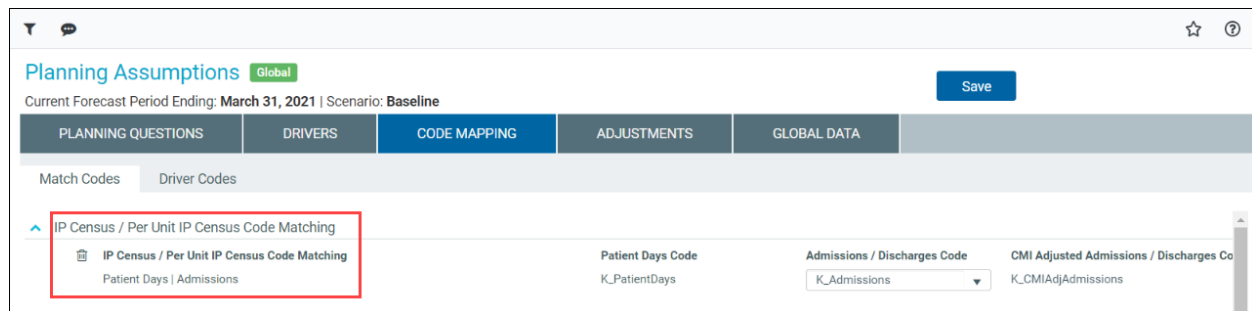 Planning Assumptions Global
Save
Current Forecast Period Ending: March 31, 2021 | Scenario: Baseline
PLANNING QUESTIONS DRIVERS CODE MAPPING ADJUSTMENTS GLOBAL DATA
Match Codes Driver Codes
IP Census / Per Unit IP Census Code Matching
IP Census / Per Unit IP Census Code Matching Patient Days Code Admissions / Discharges Code CMI Adjusted Admissions / Discharges Co
Patient Days | Admissions K_PatientDays K_Admissions K_CMIAdjAdmissions